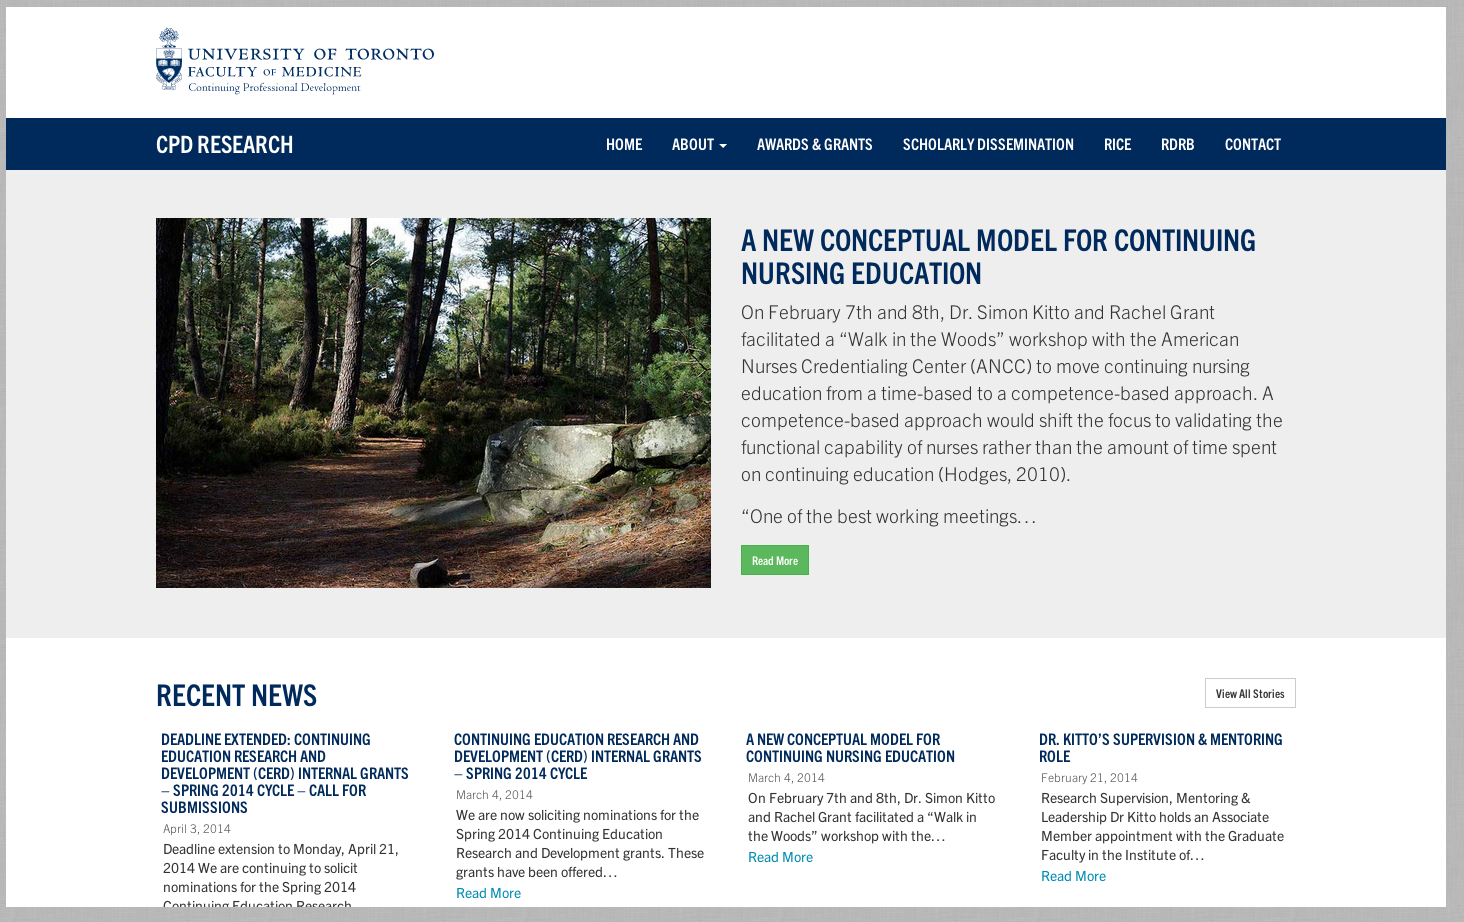 UNIVERSITY OF TORONTO
FACULTY OF MEDICINE
Continuing Professional Development
CPD RESEARCH
HOME
ABOUT
AWARDS & GRANTS
SCHOLARLY DISSEMINATION
RICE
RDRB
CONTACT
A NEW CONCEPTUAL MODEL FOR CONTINUING
NURSING EDUCATION
On February 7th and 8th, Dr. Simon Kitto and Rachel Grant
facilitated a “Walk in the Woods” workshop with the American
Nurses Credentialing Center (ANCC) to move continuing nursing
education from a time-based to a competence-based approach. A
competence-based approach would shift the focus to validating the
functional capability of nurses rather than the amount of time spent
on continuing education (Hodges, 2010).
“One of the best working meetings…
Read More
RECENT NEWS
View All Stories
DEADLINE EXTENDED: CONTINUING
EDUCATION RESEARCH AND
DEVELOPMENT (CERD) INTERNAL GRANTS
– SPRING 2014 CYCLE – CALL FOR
SUBMISSIONS
April 3, 2014
Deadline extension to Monday, April 21,
2014 We are continuing to solicit
nominations for the Spring 2014
Continuing Education Research
CONTINUING EDUCATION RESEARCH AND
DEVELOPMENT (CERD) INTERNAL GRANTS
– SPRING 2014 CYCLE
March 4, 2014
We are now soliciting nominations for the
Spring 2014 Continuing Education
Research and Development grants. These
grants have been offered…
Read More
A NEW CONCEPTUAL MODEL FOR
CONTINUING NURSING EDUCATION
March 4, 2014
On February 7th and 8th, Dr. Simon Kitto
and Rachel Grant facilitated a “Walk in
the Woods” workshop with the…
Read More
DR. KITTO’S SUPERVISION & MENTORING
ROLE
February 21, 2014
Research Supervision, Mentoring &
Leadership Dr Kitto holds an Associate
Member appointment with the Graduate
Faculty in the Institute of…
Read More